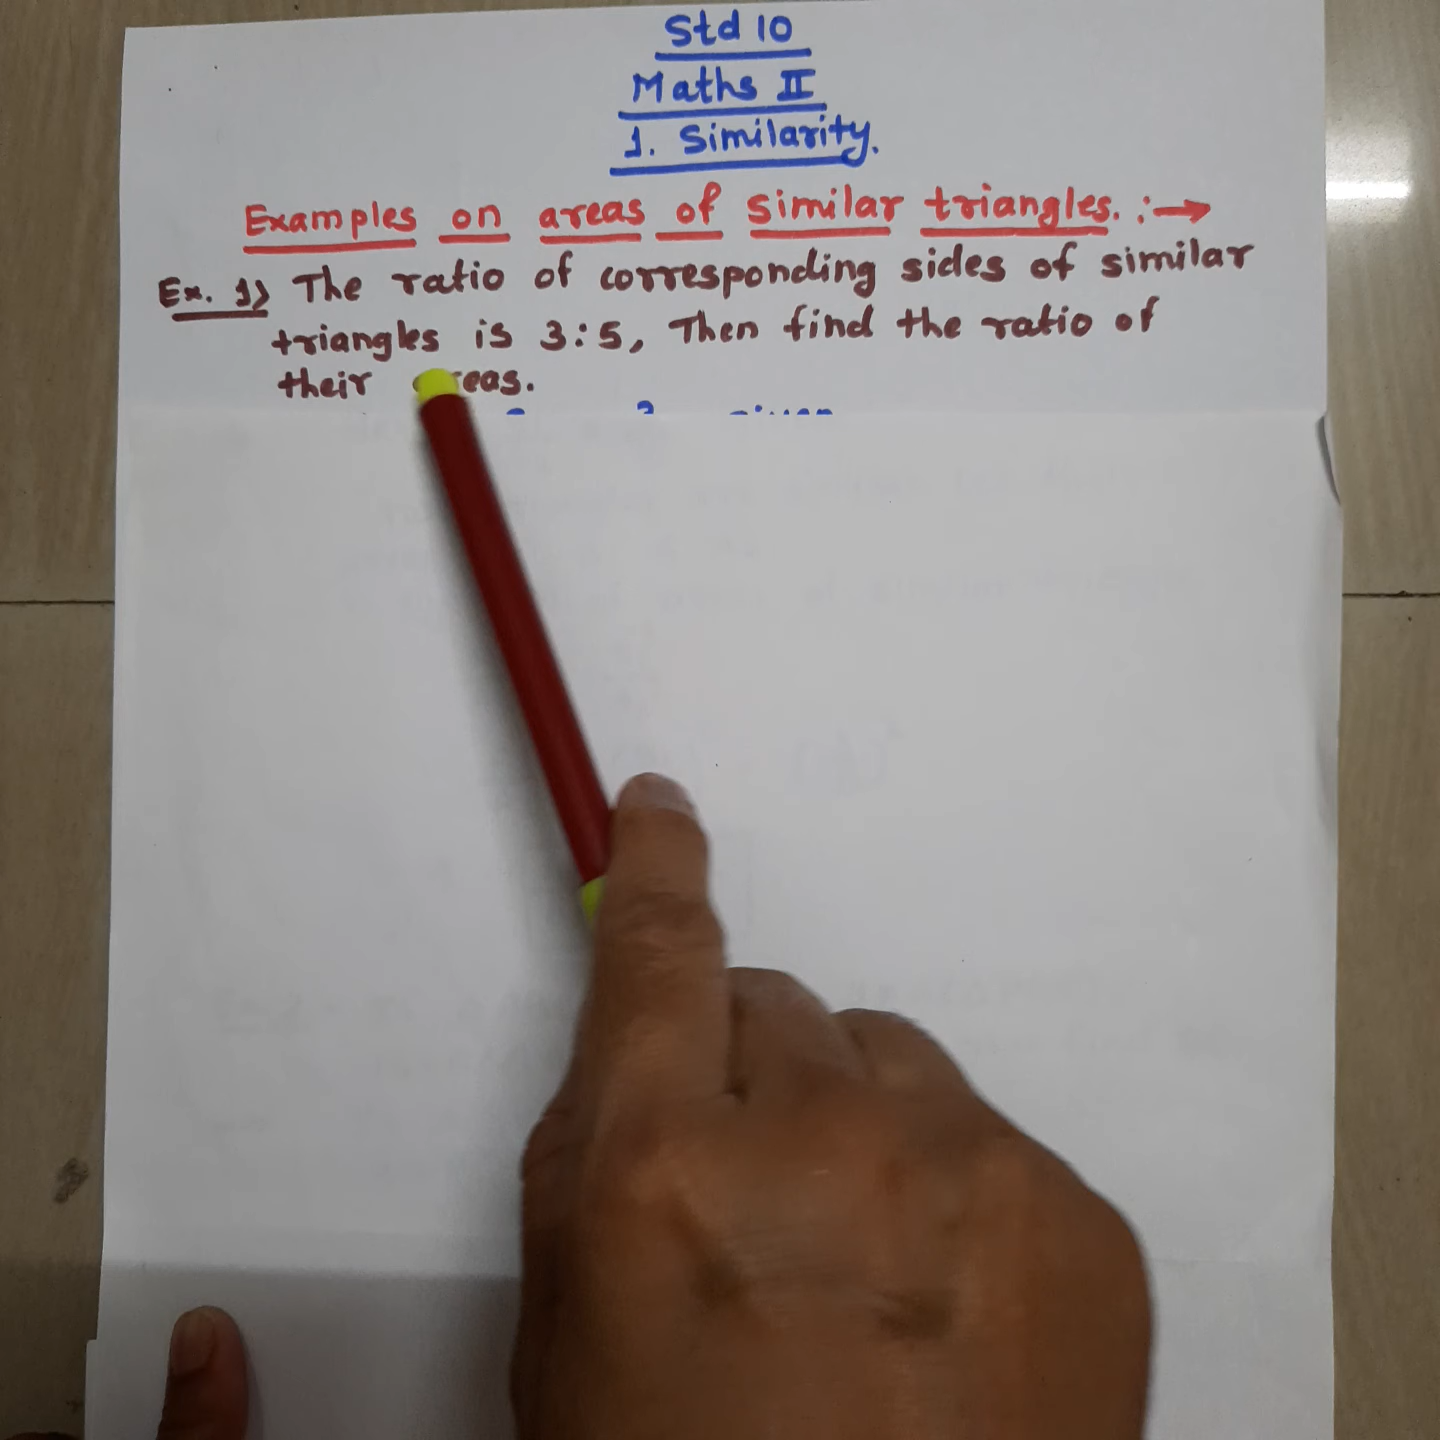 Std 10
Maths II
1. Similarity.
Examples on areas of similar triangles. :→
Ex. 1) The ratio of corresponding sides of similar
triangles is 3:5, Then find the ratio of
their areas.